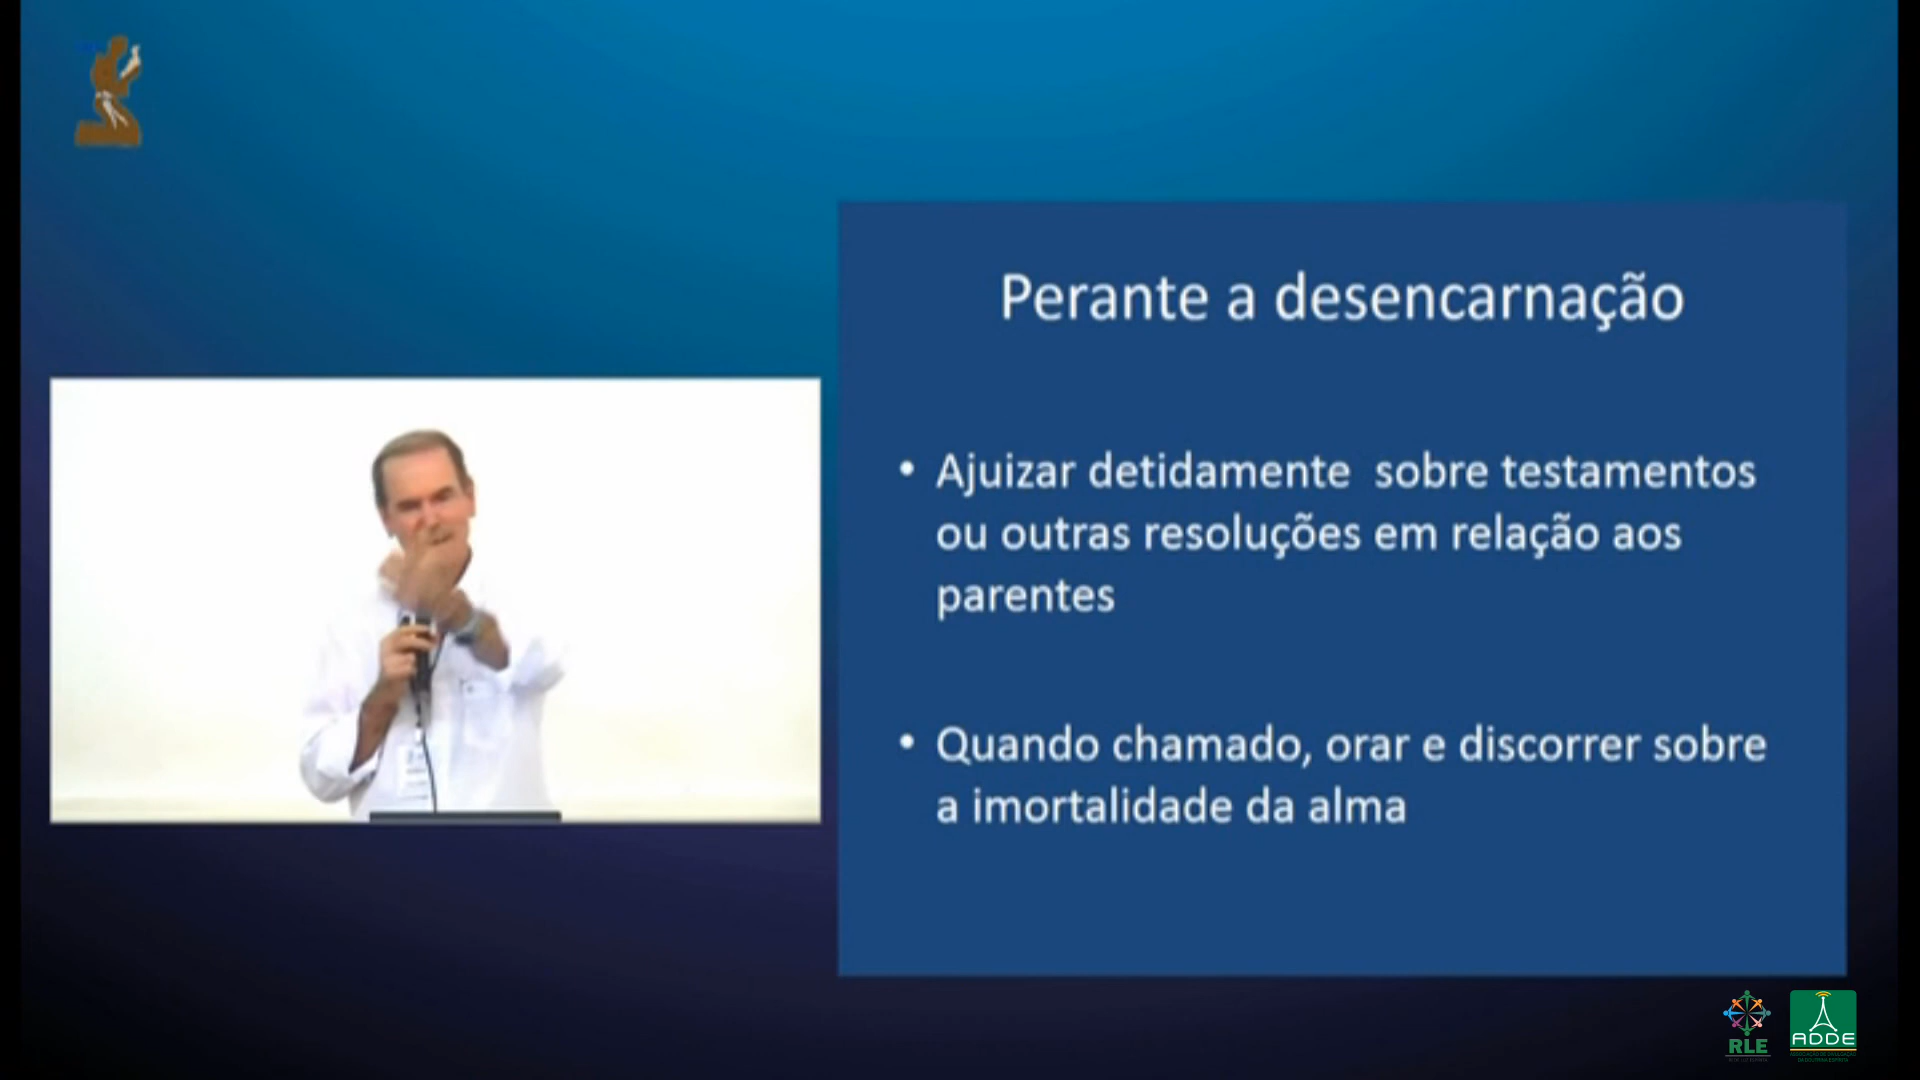 Perante a desencarnação
• Ajuizar detidamente sobre testamentos
ou outras resoluções em relação aos
parentes
• Quando chamado, orar e discorrer sobre
a imortalidade da alma
RLE
ADDE